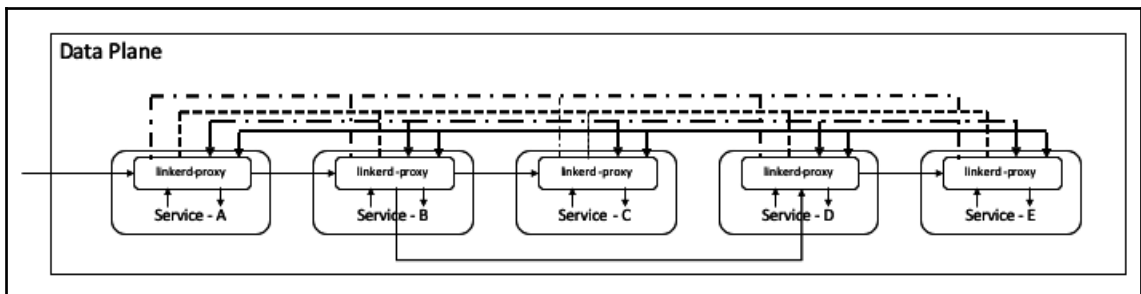 Data Plane
linkerd-proxy linkerd-proxy linkerd-proxy linkerd-proxy linkerd-proxy
Service - A Service - B Service - C Service - D Service - E